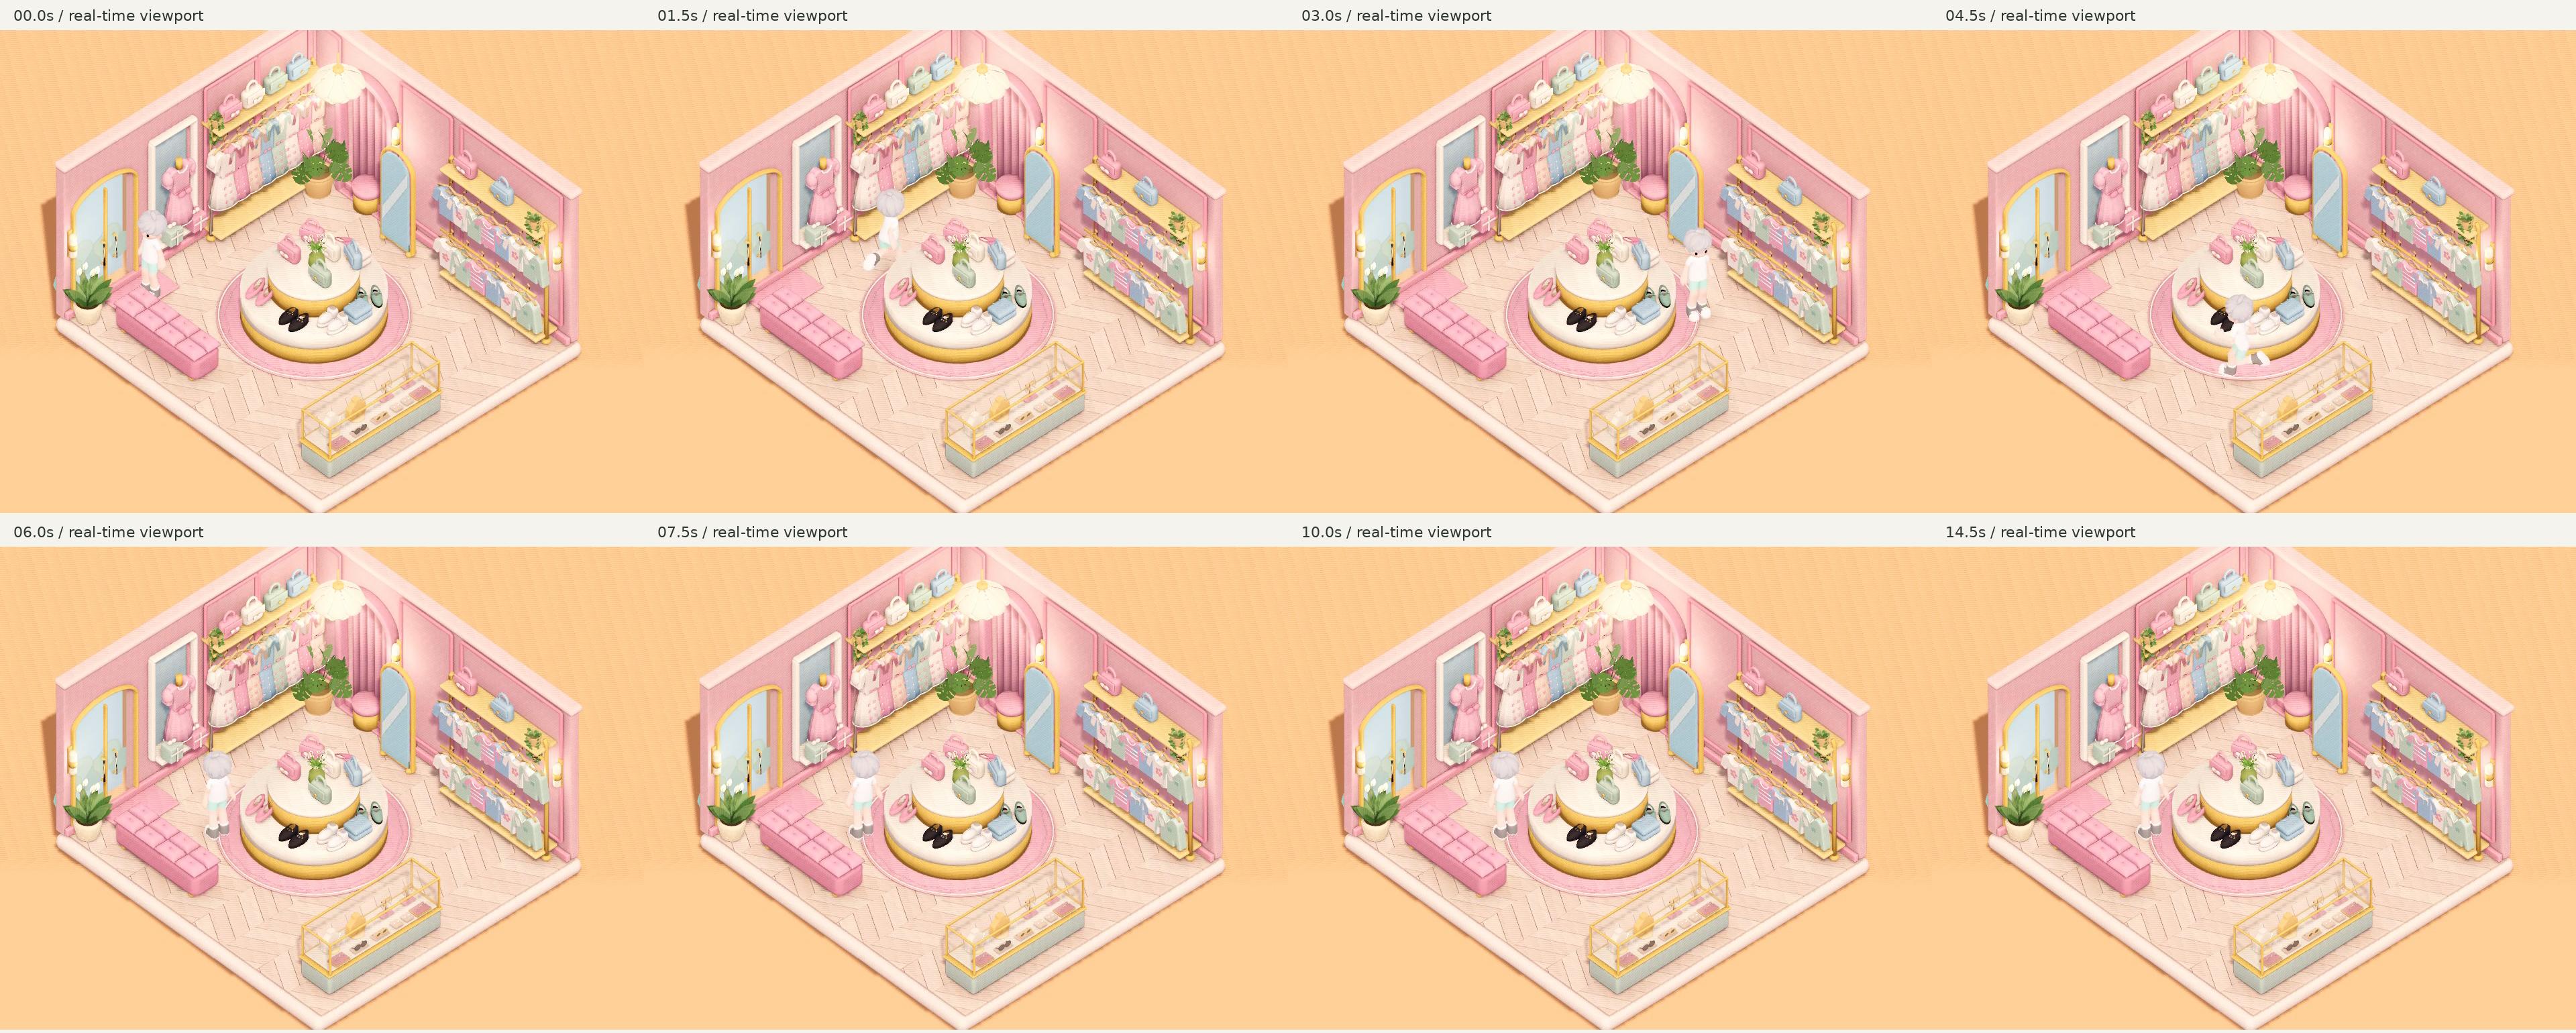 00.0s / real-time viewport
01.5s / real-time viewport
03.0s / real-time viewport
04.5s / real-time viewport
06.0s / real-time viewport
07.5s / real-time viewport
10.0s / real-time viewport
14.5s / real-time viewport